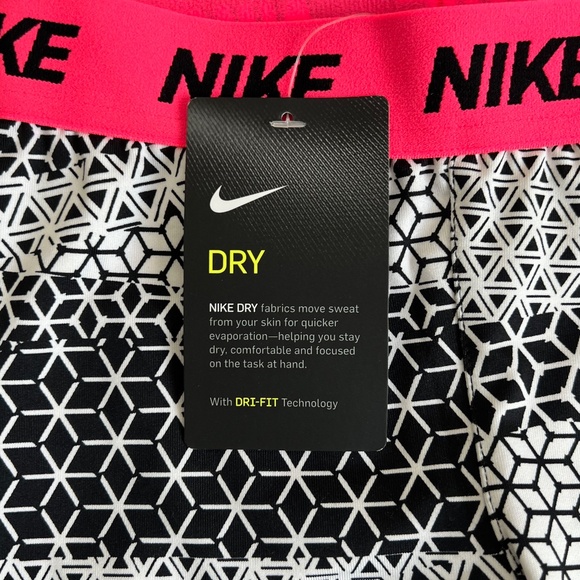 NIKE NIKE NIKE
DRY
NIKE DRY fabrics move sweat
from your skin for quicker
evaporation—helping you stay
dry, comfortable and focused
on the task at hand.
With DRI-FIT Technology